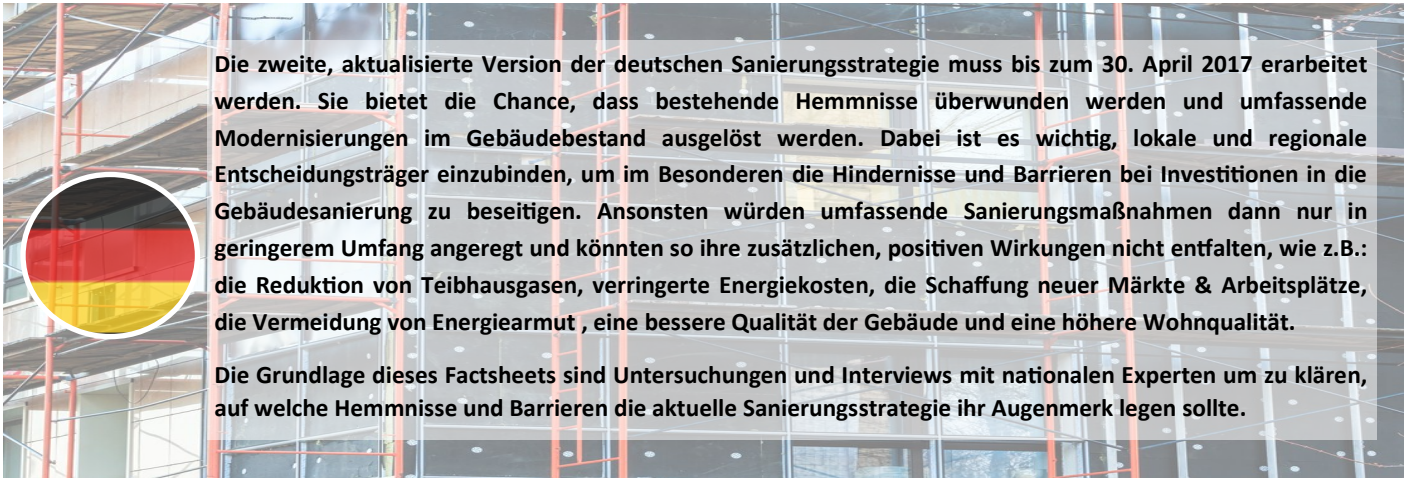 Die zweite, aktualisierte Version der deutschen Sanierungsstrategie muss bis zum 30. April 2017 erarbeitet
werden. Sie bietet die Chance, dass bestehende Hemmnisse überwunden werden und umfassende
Modernisierungen im Gebäudebestand ausgelöst werden. Dabei ist es wichtig, lokale und regionale
Entscheidungsträger einzubinden, um im Besonderen die Hindernisse und Barrieren bei Investitionen in die
Gebäudesanierung zu beseitigen. Ansonsten würden umfassende Sanierungsmaßnahmen dann nur in
geringerem Umfang angeregt und könnten so ihre zusätzlichen, positiven Wirkungen nicht entfalten, wie z.B.:
die Reduktion von Teibhausgasen, verringerte Energiekosten, die Schaffung neuer Märkte & Arbeitsplätze,
die Vermeidung von Energiearmut , eine bessere Qualität der Gebäude und eine höhere Wohnqualität.
Die Grundlage dieses Factsheets sind Untersuchungen und Interviews mit nationalen Experten um zu klären,
auf welche Hemmnisse und Barrieren die aktuelle Sanierungsstrategie ihr Augenmerk legen sollte.